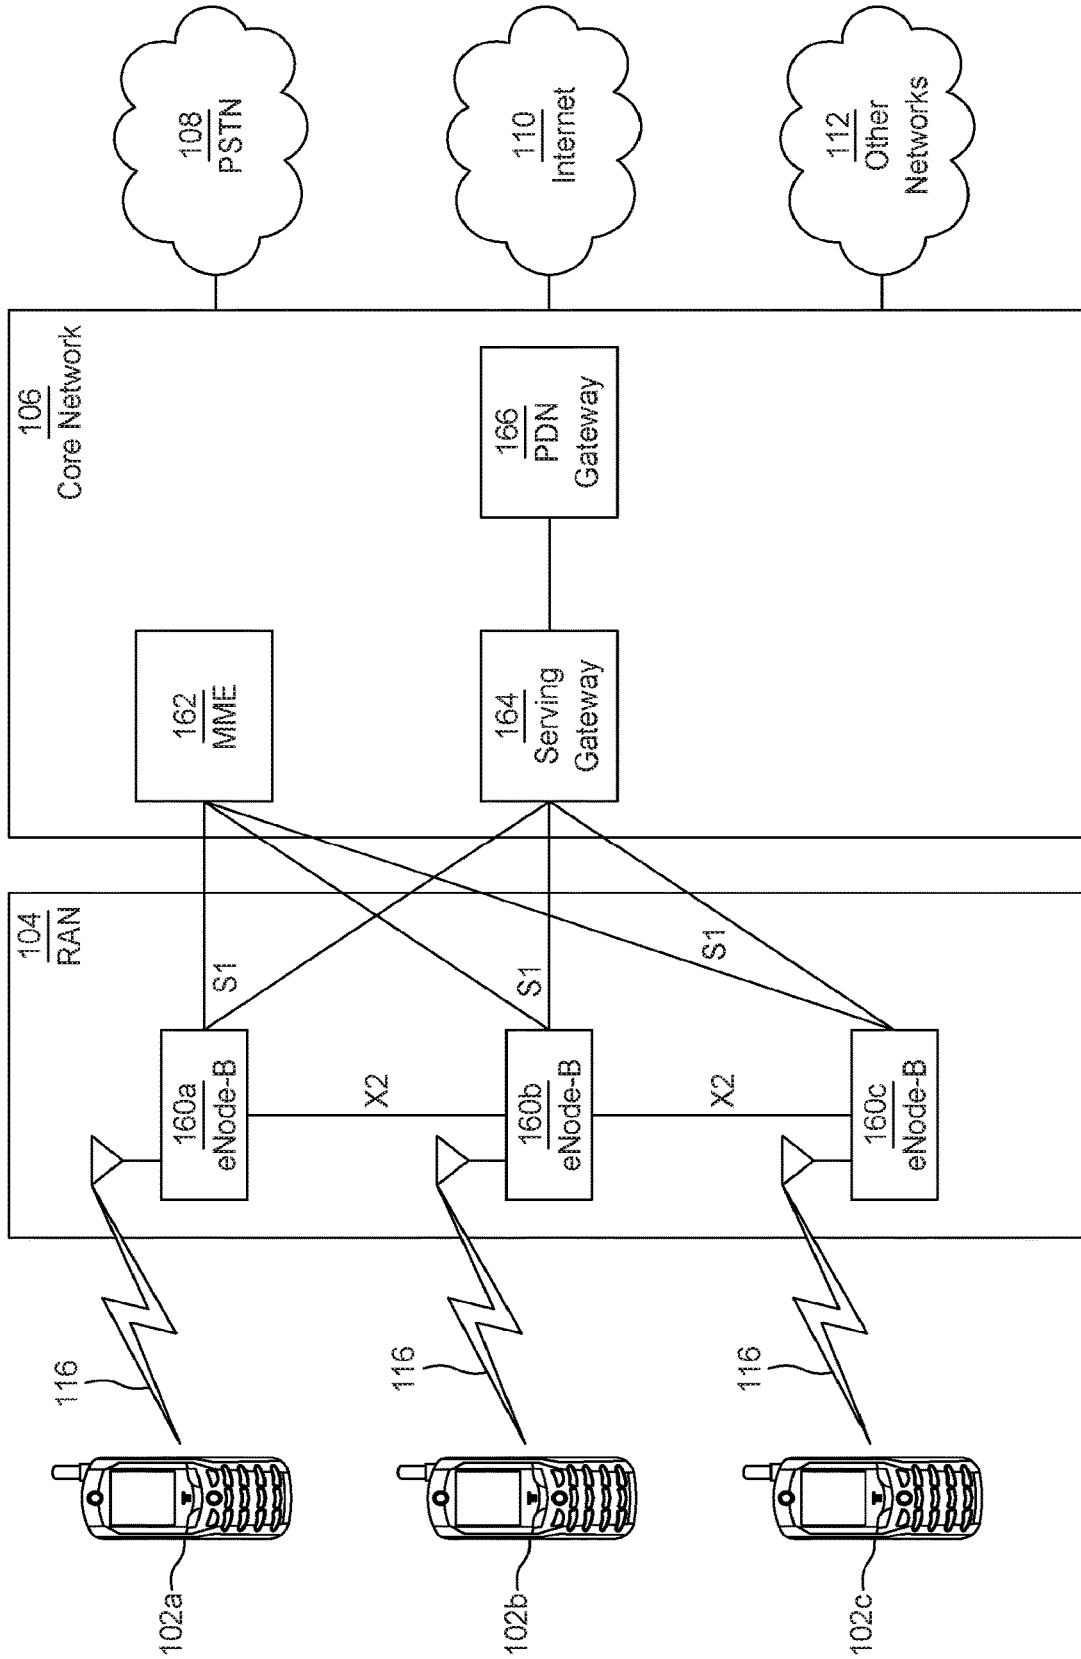 108
PSTN
110
Internet
112
Other
Networks
106
Core Network
166
PDN
Gateway
162
MME
164
Serving
Gateway
104
RAN
S1
S1
S1
160a
eNode-B
X2
160b
eNode-B
X2
160c
eNode-B
116
116
116
102a
102b
102c